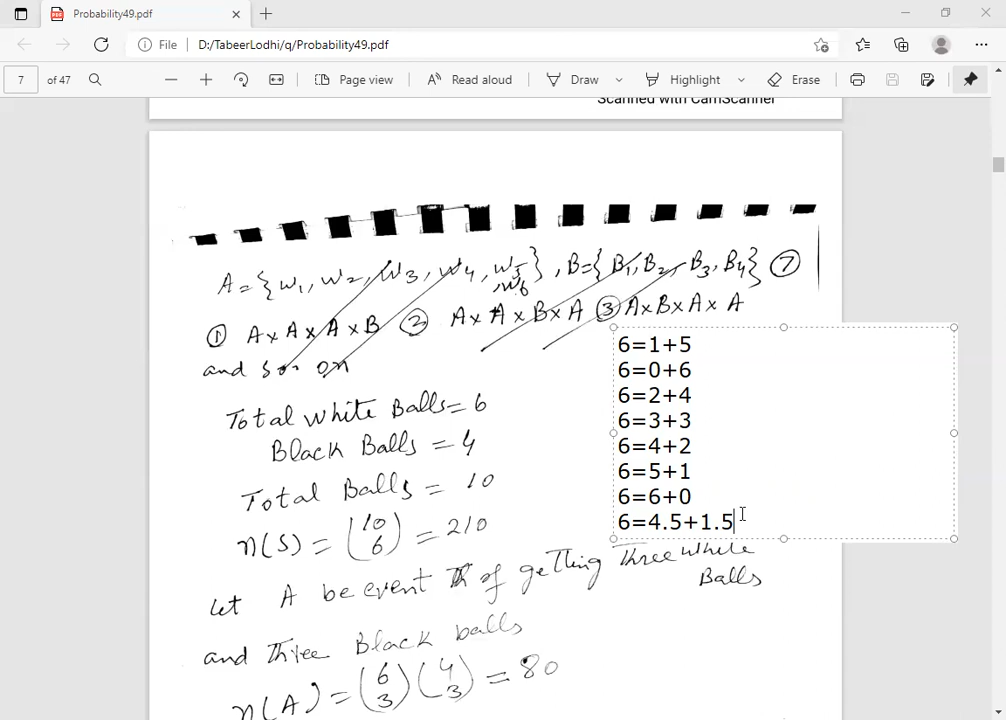 Probability49.pdf
File D:/TabeerLodhi/q/Probability49.pdf
7 of 47 Page view Read aloud Draw Highlight Erase
Scanned with CamScanner
A={W1, W2, W3, W4, W5, W6}, B={B1, B2, B3, B4} 7
① A×A×A×B ② A×A×B×A ③ A×B×A×A
and so on
6=1+5
6=0+6
6=2+4
6=3+3
6=4+2
6=5+1
6=6+0
6=4.5+1.5
Total White Balls = 6
Black Balls = 4
Total Balls = 10
n(S) = (10 6) = 210
Let A be event of getting three while
Balls
and three Black balls
n(A) = (6 3)(4 3) = 80